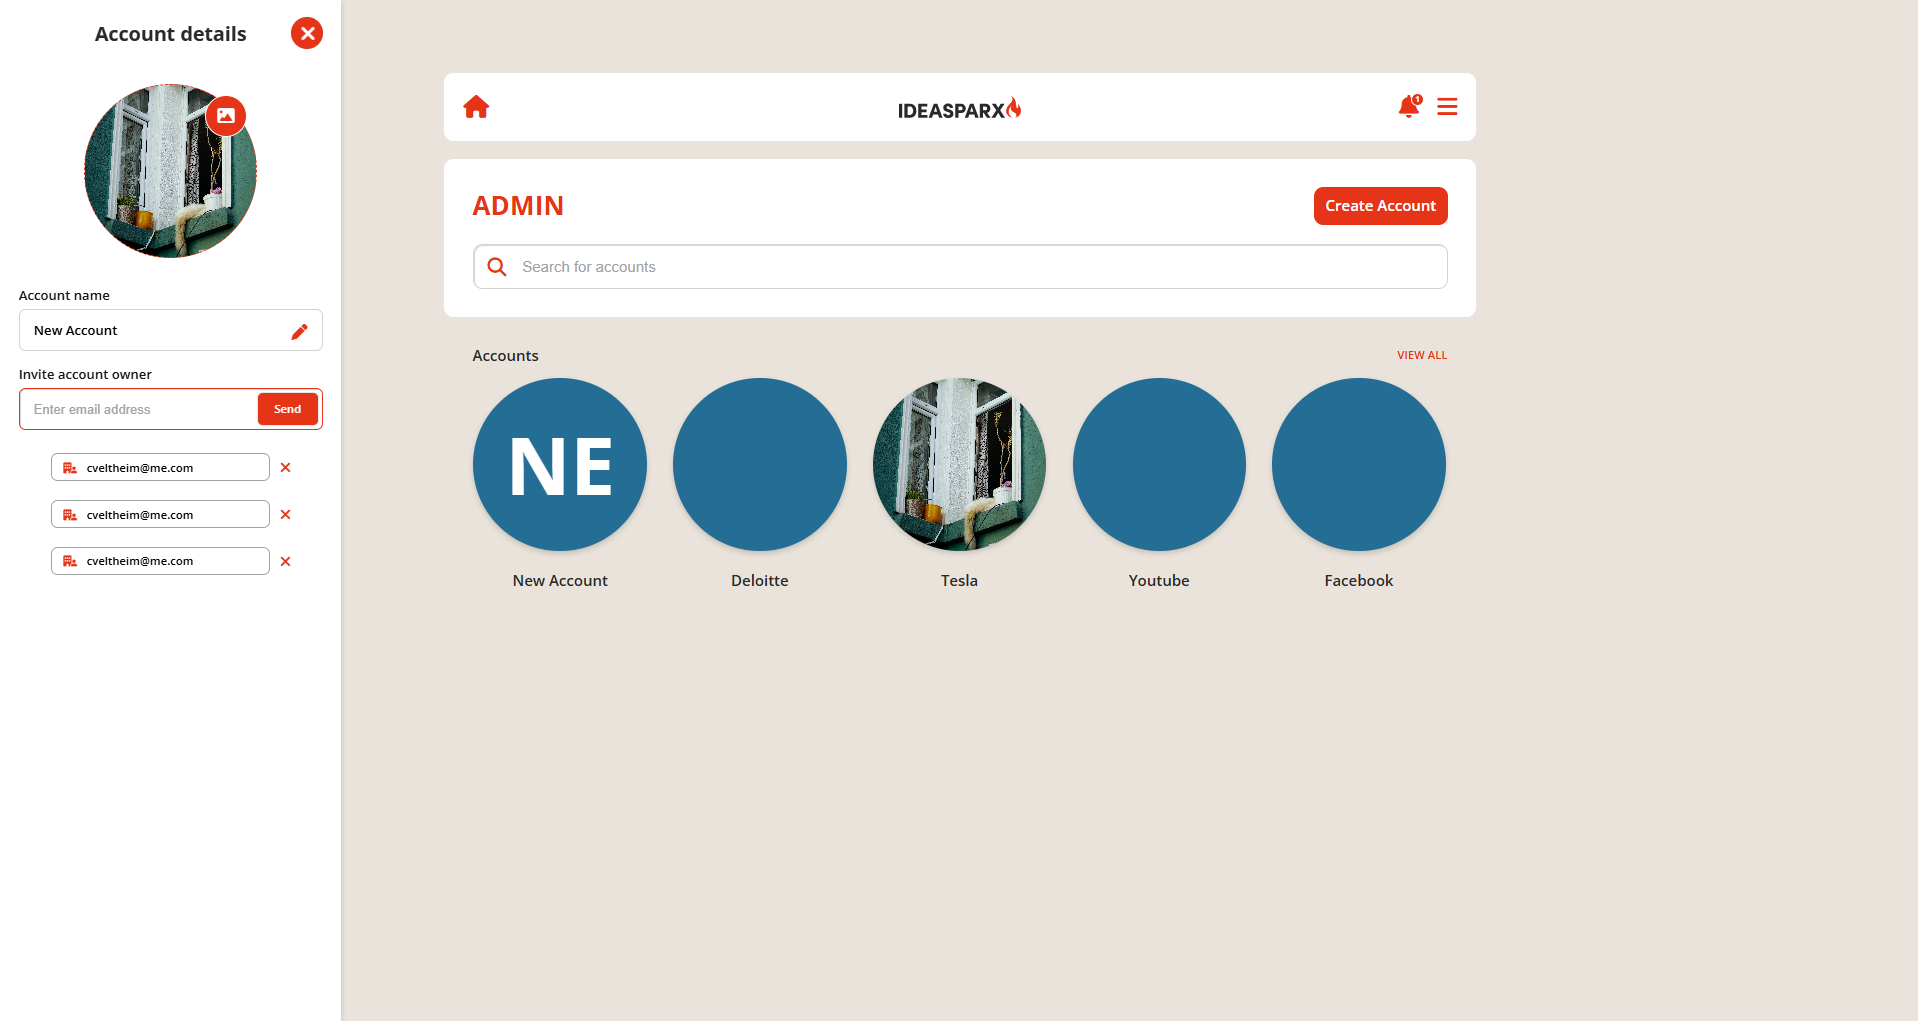 Account details
Account name
New Account
Invite account owner
Enter email address
Send
cveltheim@me.com
cveltheim@me.com
cveltheim@me.com
IDEASPARX
1
ADMIN
Create Account
Search for accounts
Accounts
VIEW ALL
NE
New Account
Deloitte
Tesla
Youtube
Facebook